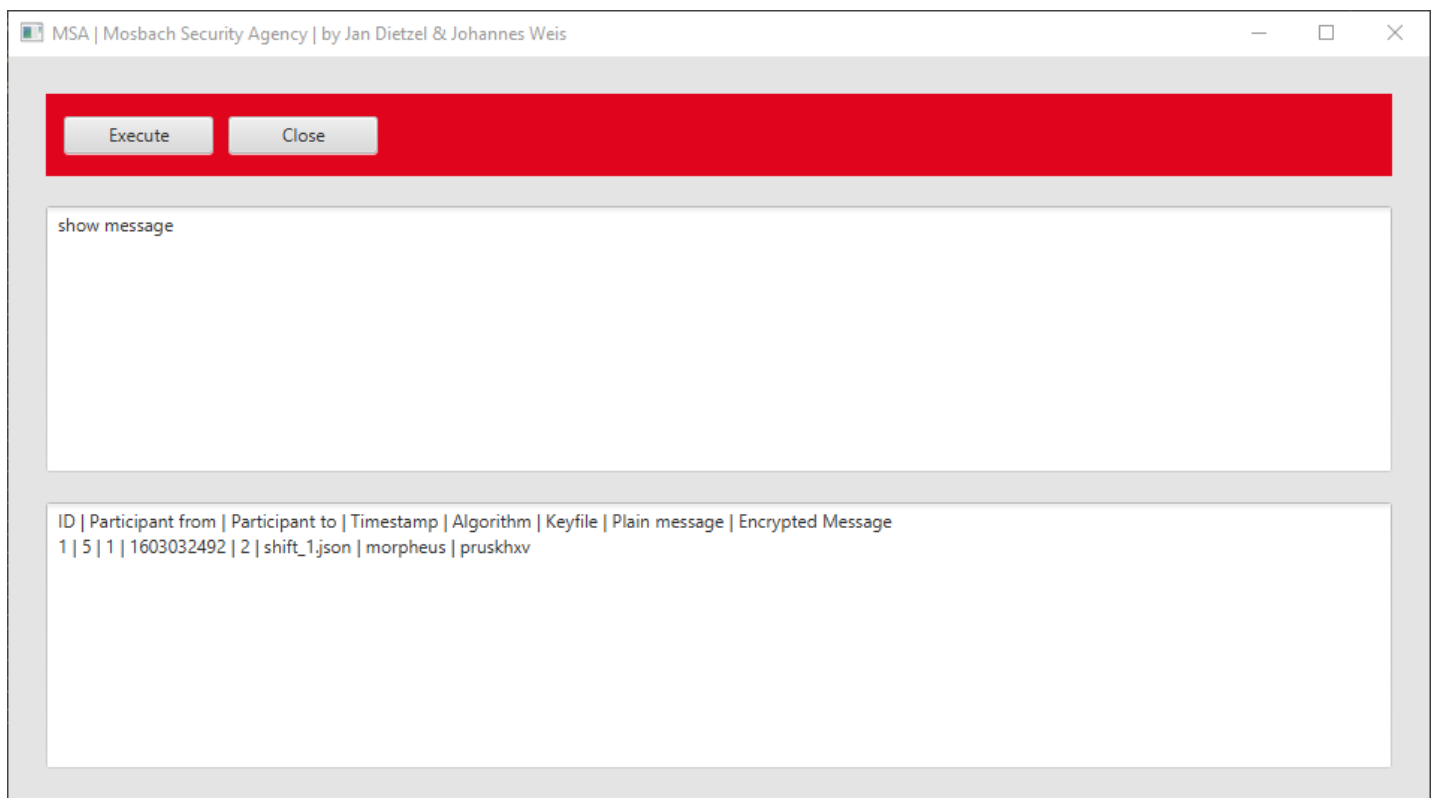 MSA | Mosbach Security Agency | by Jan Dietzel & Johannes Weis
Execute Close
show message
ID | Participant from | Participant to | Timestamp | Algorithm | Keyfile | Plain message | Encrypted Message
1 | 5 | 1 | 1603032492 | 2 | shift_1.json | morpheus | pruskhxv